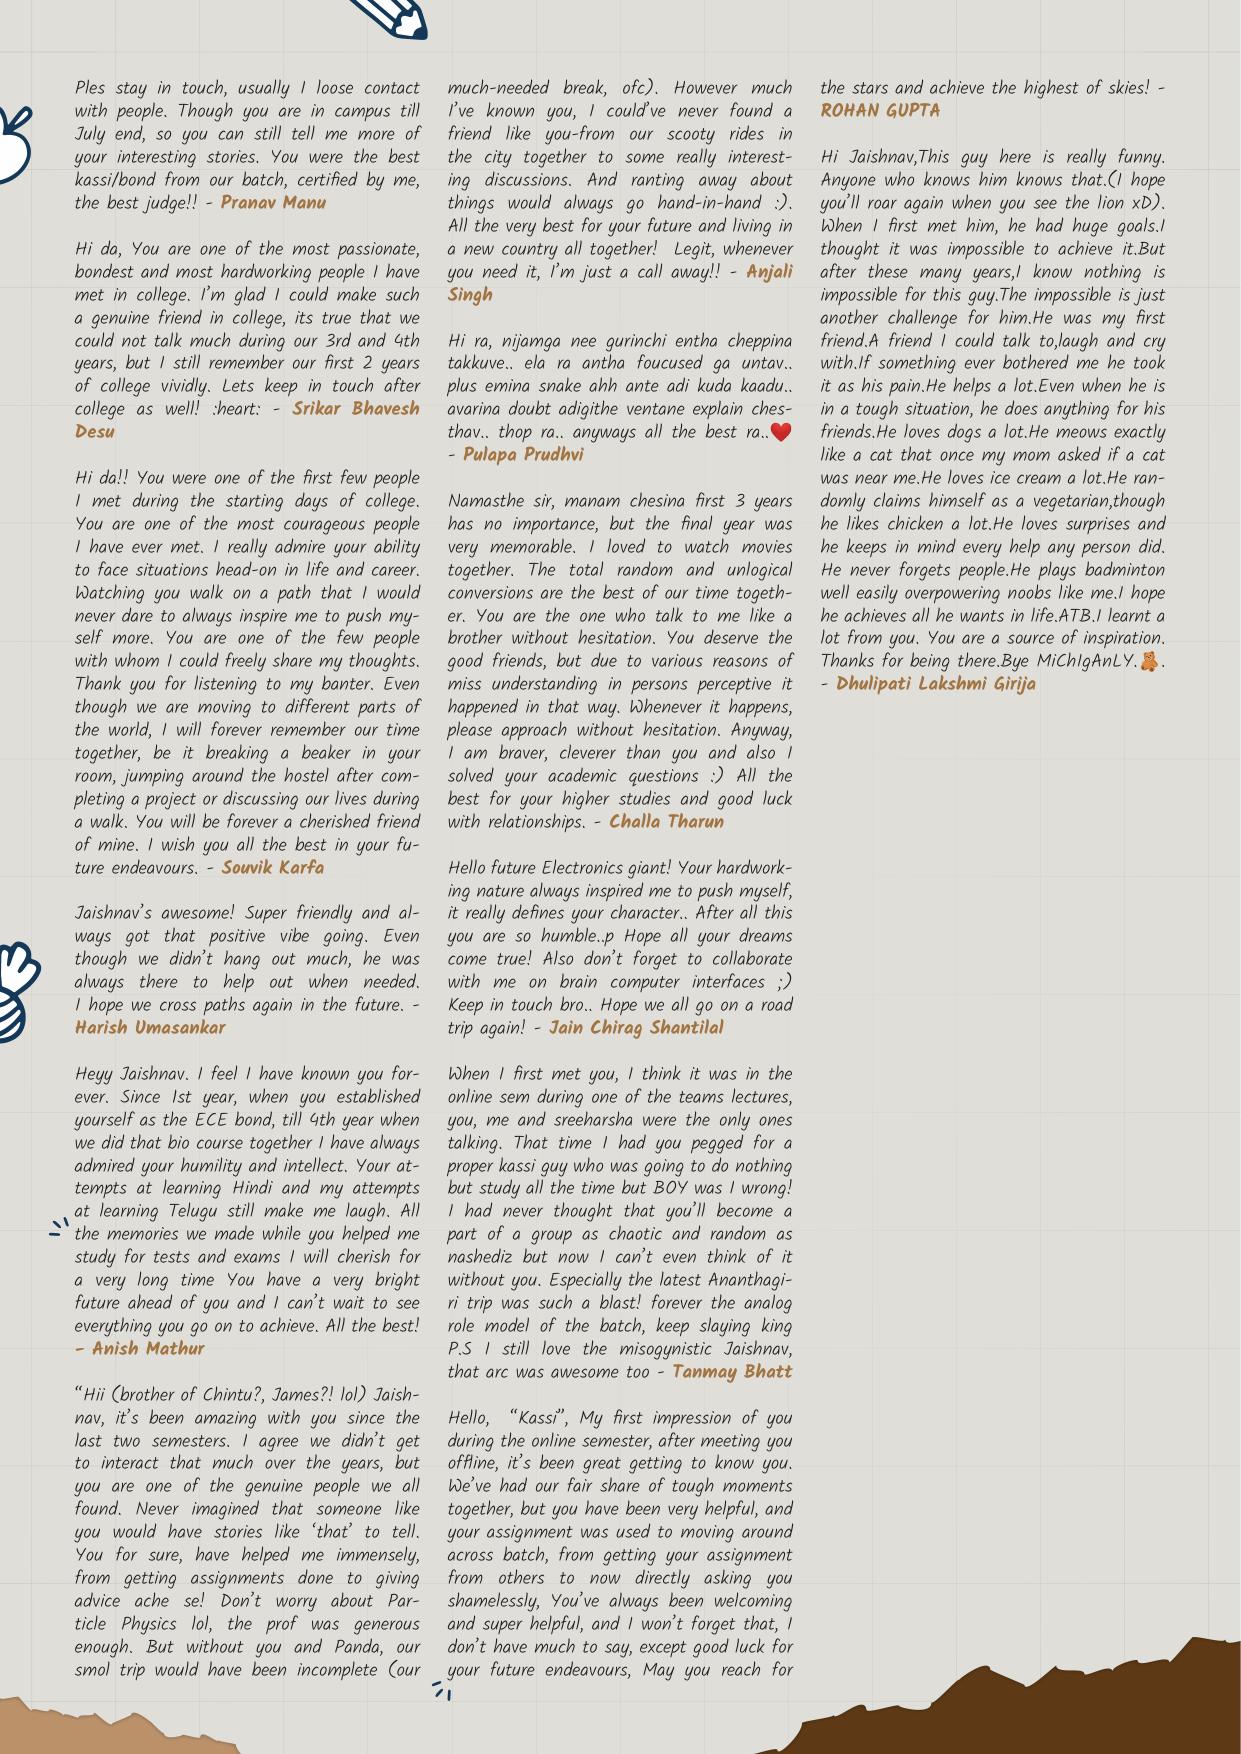 Ples stay in touch, usually I loose contact
with people. Though you are in campus till
July end, so you can still tell me more of
your interesting stories. You were the best
kassi/bond from our batch, certified by me,
the best judge!! - Pranav Manu
Hi da, You are one of the most passionate,
bondest and most hardworking people I have
met in college. I'm glad I could make such
a genuine friend in college, its true that we
could not talk much during our 3rd and 4th
years, but I still remember our first 2 years
of college vividly. Lets keep in touch after
college as well! :heart: - Srikar Bhavesh
Desu
Hi da!! You were one of the first few people
I met during the starting days of college.
You are one of the most courageous people
I have ever met. I really admire your ability
to face situations head-on in life and career.
Watching you walk on a path that I would
never dare to always inspire me to push my-
self more. You are one of the few people
with whom I could freely share my thoughts.
Thank you for listening to my banter. Even
though we are moving to different parts of
the world, I will forever remember our time
together, be it breaking a beaker in your
room, jumping around the hostel after com-
pleting a project or discussing our lives during
a walk. You will be forever a cherished friend
of mine. I wish you all the best in your fu-
ture endeavours. - Souvik Karfa
Jaishnav's awesome! Super friendly and al-
ways got that positive vibe going. Even
though we didn't hang out much, he was
always there to help out when needed.
I hope we cross paths again in the future. -
Harish Umasankar
Heyy Jaishnav. I feel I have known you for-
ever. Since 1st year, when you established
yourself as the ECE bond, till 4th year when
we did that bio course together I have always
admired your humility and intellect. Your at-
tempts at learning Hindi and my attempts
at learning Telugu still make me laugh. All
the memories we made while you helped me
study for tests and exams I will cherish for
a very long time You have a very bright
future ahead of you and I can't wait to see
everything you go on to achieve. All the best!
- Anish Mathur
“Hii (brother of Chintu?, James?! lol) Jaish-
nav, it's been amazing with you since the
last two semesters. I agree we didn't get
to interact that much over the years, but
you are one of the genuine people we all
found. Never imagined that someone like
you would have stories like ‘that’ to tell.
You for sure, have helped me immensely,
from getting assignments done to giving
advice ache se! Don't worry about Par-
ticle Physics lol, the prof was generous
enough. But without you and Panda, our
smol trip would have been incomplete (our
much-needed break, ofc). However much
I've known you, I could've never found a
friend like you-from our scooty rides in
the city together to some really interest-
ing discussions. And ranting away about
things would always go hand-in-hand :).
All the very best for your future and living in
a new country all together! Legit, whenever
you need it, I'm just a call away!! - Anjali
Singh
Hi ra, nijamga nee gurinchi entha cheppina
takkuve.. ela ra antha foucused ga untav..
plus emina snake ahh ante adi kuda kaadu..
avarina doubt adigithe ventane explain ches-
thav.. thop ra.. anyways all the best ra..❤️
- Pulapa Prudhvi
Namasthe sir, manam chesina first 3 years
has no importance, but the final year was
very memorable. I loved to watch movies
together. The total random and unlogical
conversions are the best of our time togeth-
er. You are the one who talk to me like a
brother without hesitation. You deserve the
good friends, but due to various reasons of
miss understanding in persons perceptive it
happened in that way. Whenever it happens,
please approach without hesitation. Anyway,
I am braver, cleverer than you and also I
solved your academic questions :) All the
best for your higher studies and good luck
with relationships. - Challa Tharun
Hello future Electronics giant! Your hardwork-
ing nature always inspired me to push myself,
it really defines your character.. After all this
you are so humble..p Hope all your dreams
come true! Also don't forget to collaborate
with me on brain computer interfaces ;)
Keep in touch bro.. Hope we all go on a road
trip again! - Jain Chirag Shantilal
When I first met you, I think it was in the
online sem during one of the teams lectures,
you, me and sreeharsha were the only ones
talking. That time I had you pegged for a
proper kassi guy who was going to do nothing
but study all the time but BOY was I wrong!
I had never thought that you'll become a
part of a group as chaotic and random as
nashediz but now I can't even think of it
without you. Especially the latest Ananthagi-
ri trip was such a blast! forever the analog
role model of the batch, keep slaying king
P.S I still love the misogynistic Jaishnav,
that arc was awesome too - Tanmay Bhatt
Hello, “Kassi”, My first impression of you
during the online semester, after meeting you
offline, it's been great getting to know you.
We've had our fair share of tough moments
together, but you have been very helpful, and
your assignment was used to moving around
across batch, from getting your assignment
from others to now directly asking you
shamelessly, You've always been welcoming
and super helpful, and I won't forget that, I
don't have much to say, except good luck for
your future endeavours, May you reach for
the stars and achieve the highest of skies! -
ROHAN GUPTA
Hi Jaishnav,This guy here is really funny.
Anyone who knows him knows that.(I hope
you'll roar again when you see the lion xD).
When I first met him, he had huge goals.I
thought it was impossible to achieve it.But
after these many years,I know nothing is
impossible for this guy.The impossible is just
another challenge for him.He was my first
friend.A friend I could talk to,laugh and cry
with.If something ever bothered me he took
it as his pain.He helps a lot.Even when he is
in a tough situation, he does anything for his
friends.He loves dogs a lot.He meows exactly
like a cat that once my mom asked if a cat
was near me.He loves ice cream a lot.He ran-
domly claims himself as a vegetarian,though
he likes chicken a lot.He loves surprises and
he keeps in mind every help any person did.
He never forgets people.He plays badminton
well easily overpowering noobs like me.I hope
he achieves all he wants in life.ATB.I learnt a
lot from you. You are a source of inspiration.
Thanks for being there.Bye MiChIgAnLY.🧸.
- Dhulipati Lakshmi Girija